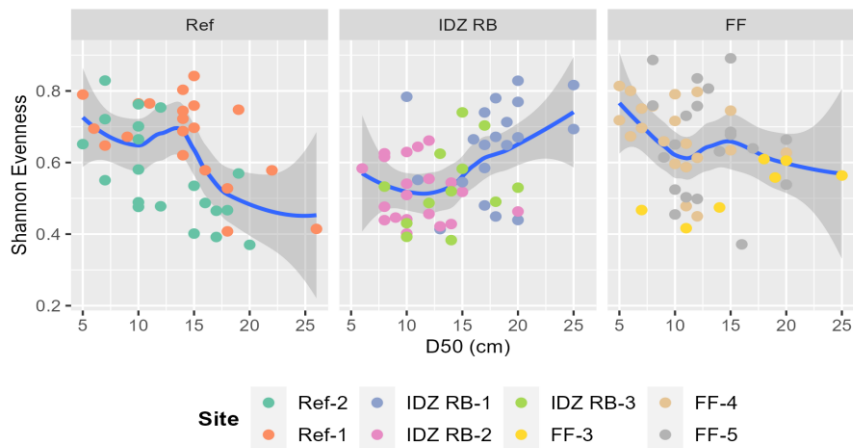 Ref IDZ RB FF
Shannon Evenness
0.8
0.6
0.4
0.2
5 10 15 20 25 5 10 15 20 25 5 10 15 20 25
D50 (cm)
Site
Ref-2 IDZ RB-1 IDZ RB-3 FF-4
Ref-1 IDZ RB-2 FF-3 FF-5